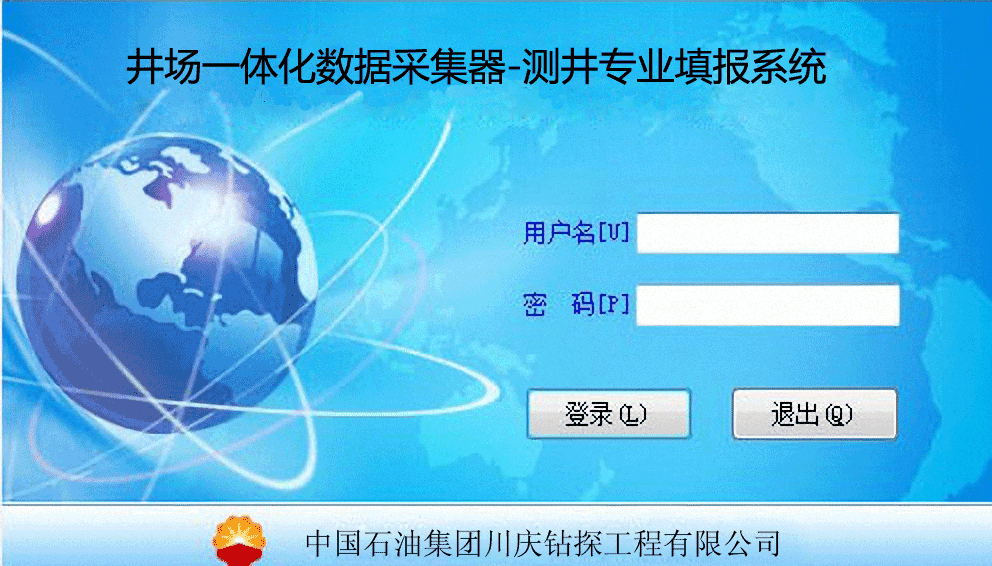 井场一体化数据采集器-测井专业填报系统
用户名[U]
密 码[P]
登录(L) 退出(Q)
中国石油集团川庆钻探工程有限公司